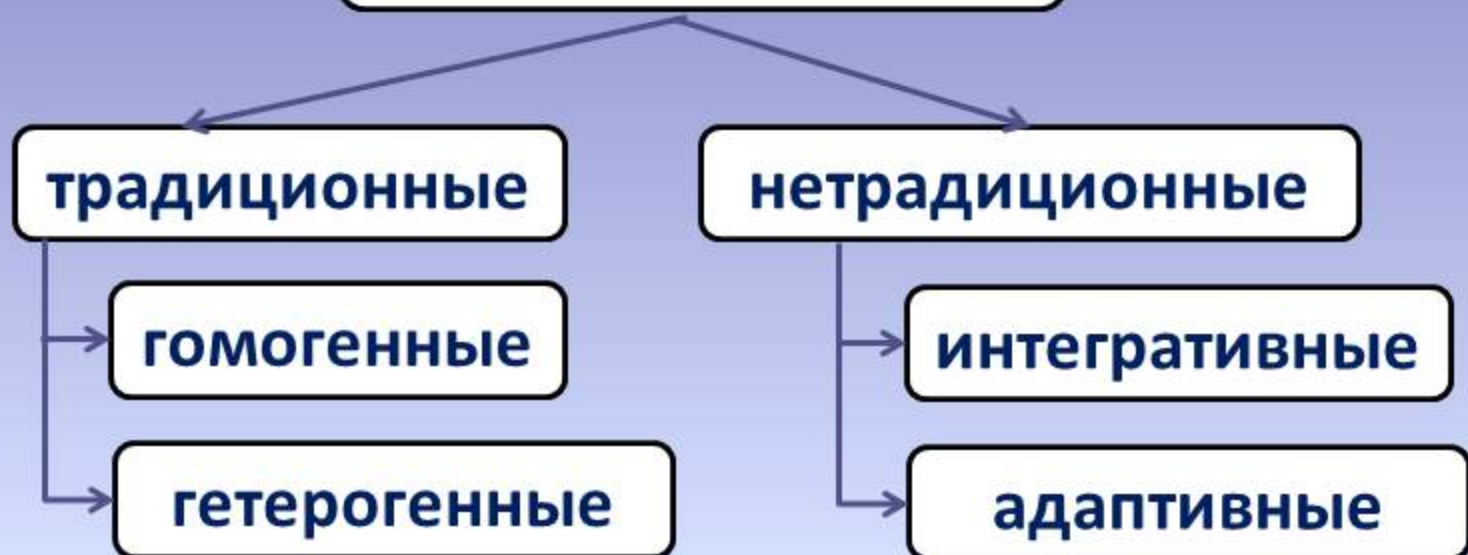 традиционные
нетрадиционные
гомогенные
интегративные
гетерогенные
адаптивные